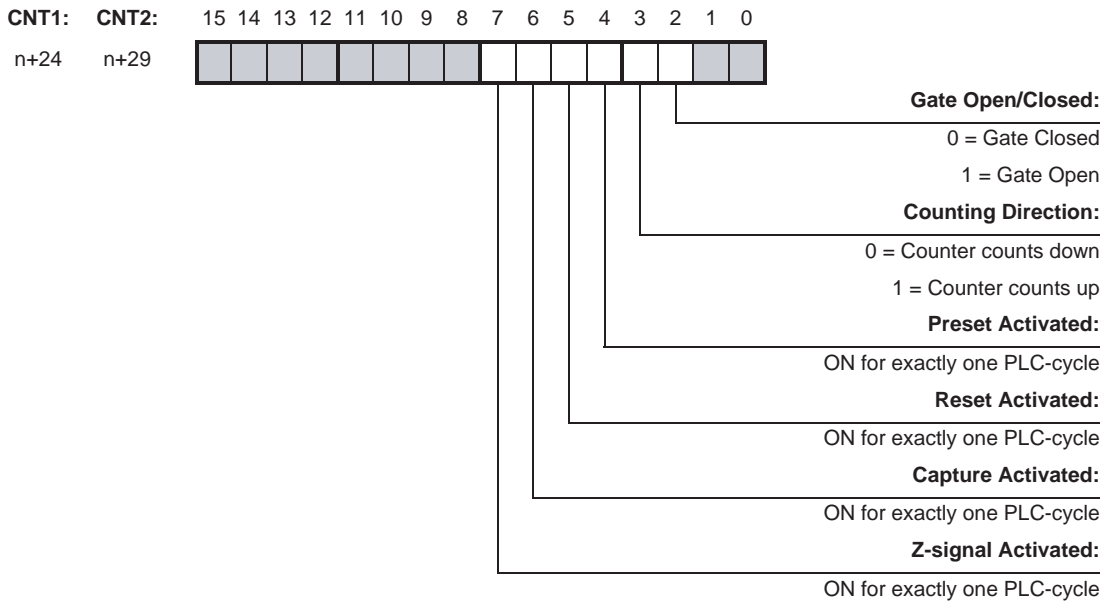 CNT1: CNT2: 15 14 13 12 11 10 9 8 7 6 5 4 3 2 1 0
n+24 n+29
Gate Open/Closed:
0 = Gate Closed
1 = Gate Open
Counting Direction:
0 = Counter counts down
1 = Counter counts up
Preset Activated:
ON for exactly one PLC-cycle
Reset Activated:
ON for exactly one PLC-cycle
Capture Activated:
ON for exactly one PLC-cycle
Z-signal Activated:
ON for exactly one PLC-cycle